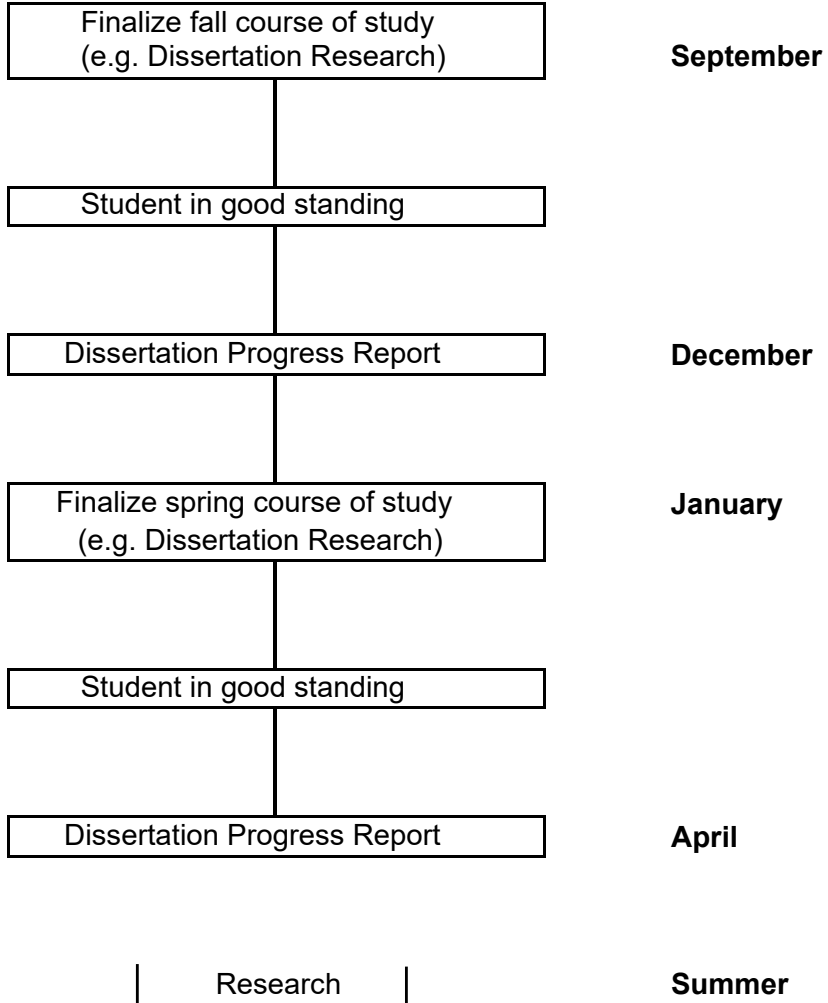 Finalize fall course of study
(e.g. Dissertation Research)
September
Student in good standing
Dissertation Progress Report
December
Finalize spring course of study
(e.g. Dissertation Research)
January
Student in good standing
Dissertation Progress Report
April
Research
Summer